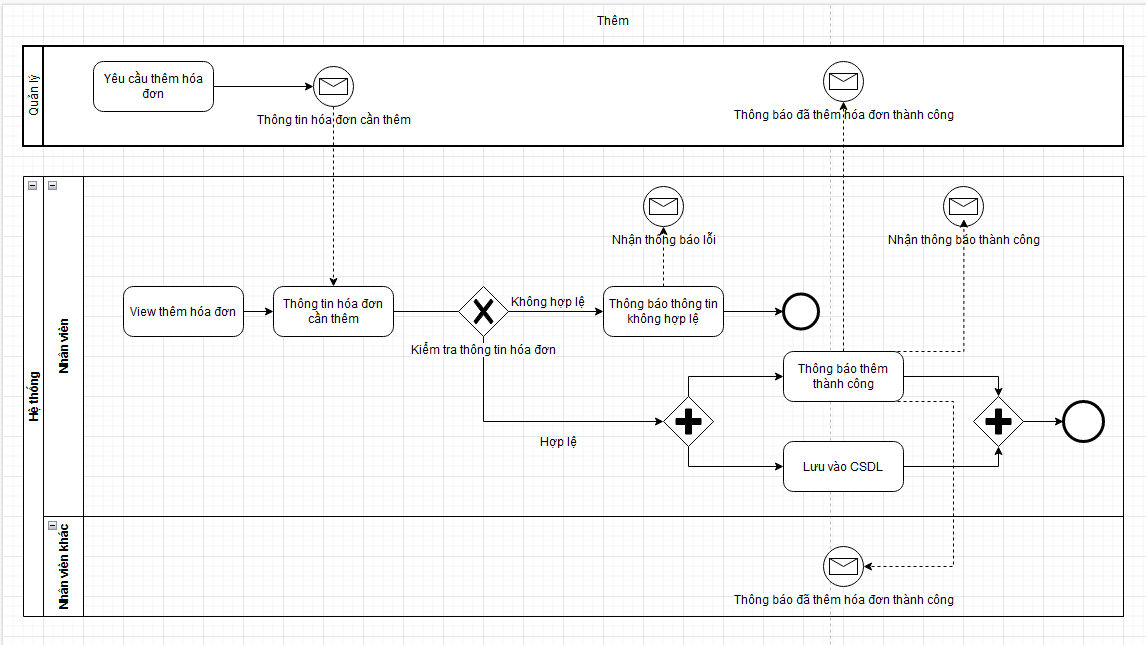 Thêm
Quản lý
Yêu cầu thêm hóa
đơn
Thông tin hóa đơn cần thêm
Thông báo đã thêm hóa đơn thành công
Hệ thống
Nhân viên
Nhận thông báo lỗi
Nhận thông báo thành công
View thêm hóa đơn
Thông tin hóa đơn
cần thêm
Không hợp lệ
Thông báo thông tin
không hợp lệ
Kiểm tra thông tin hóa đơn
Thông báo thêm
thành công
Hợp lệ
Lưu vào CSDL
Nhân viên khác
Thông báo đã thêm hóa đơn thành công